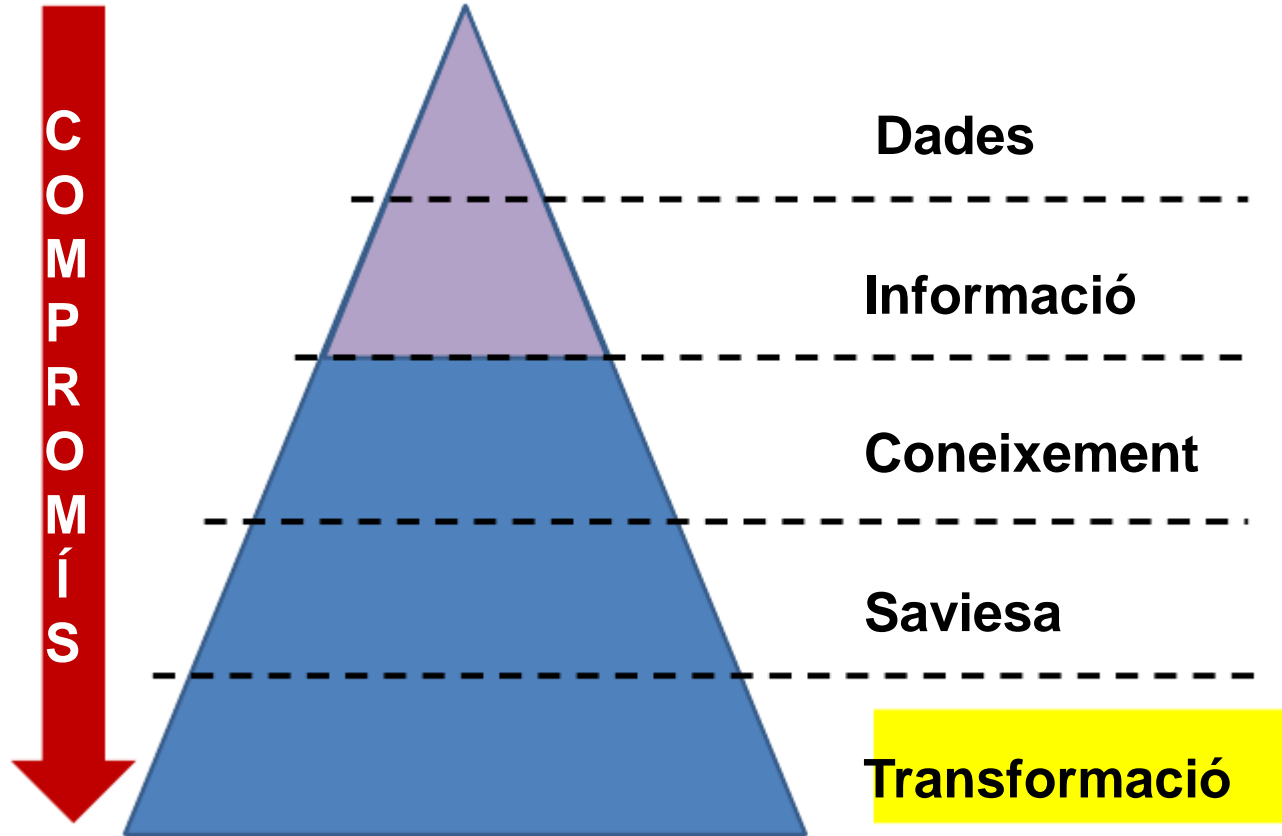 COMPROMÍS
Dades
Informació
Coneixement
Saviesa
Transformació